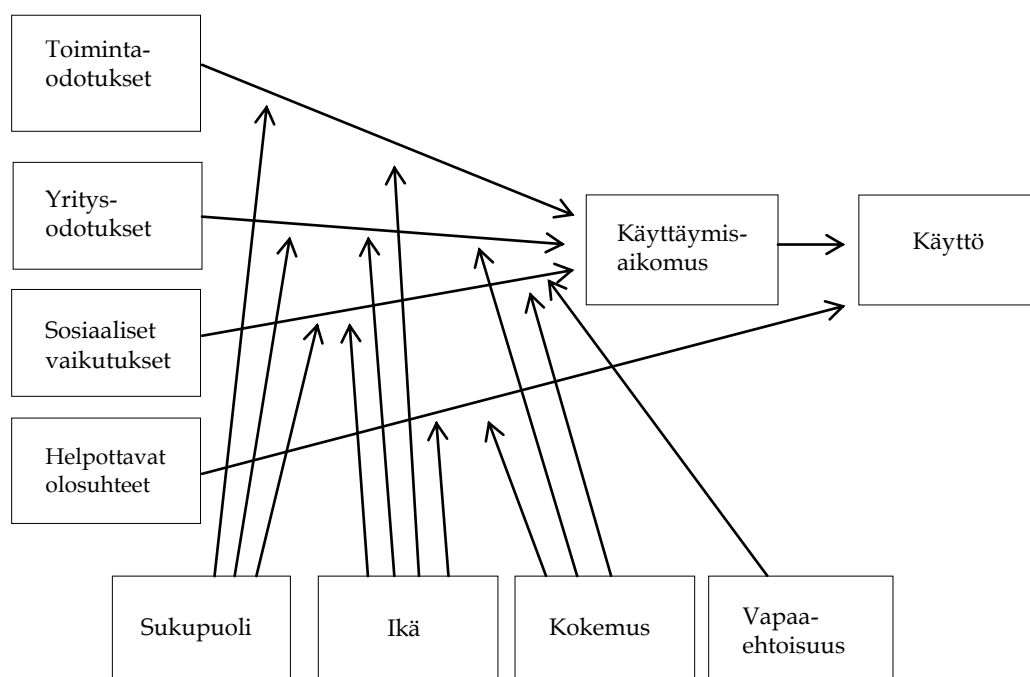 Toiminta-
odotukset
Yritys-
odotukset
Sosiaaliset
vaikutukset
Helpottavat
olosuhteet
Käyttäymis-
aikomus
Käyttö
Sukupuoli
Ikä
Kokemus
Vapaa-
ehtoisuus